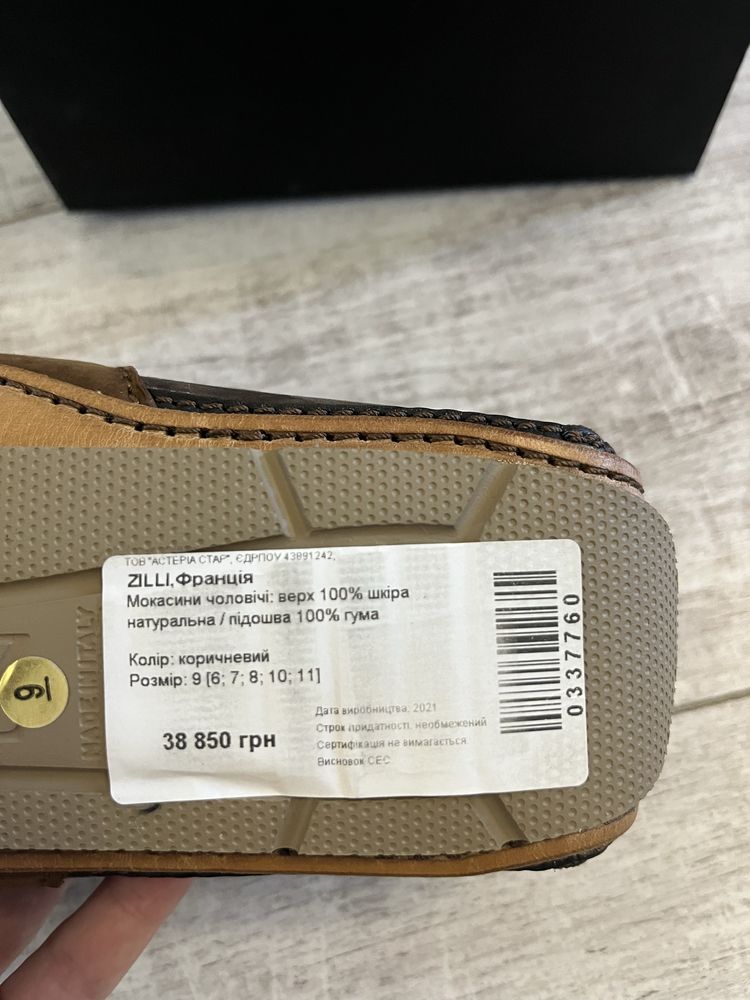 ТОВ "АСТЕРІА СТАР", ЄДРПОУ 43891242,
ZILLI,Франція
Мокасини чоловічі: верх 100% шкіра
натуральна / підошва 100% гума
Колір: коричневий
Розмір: 9 [6; 7; 8; 10; 11]
38 850 грн
Дата виробництва, 2021
Строк придатності необмежений
Сертифікація не вимагається
Висновок СЕС
0337760
9
IN ITALY